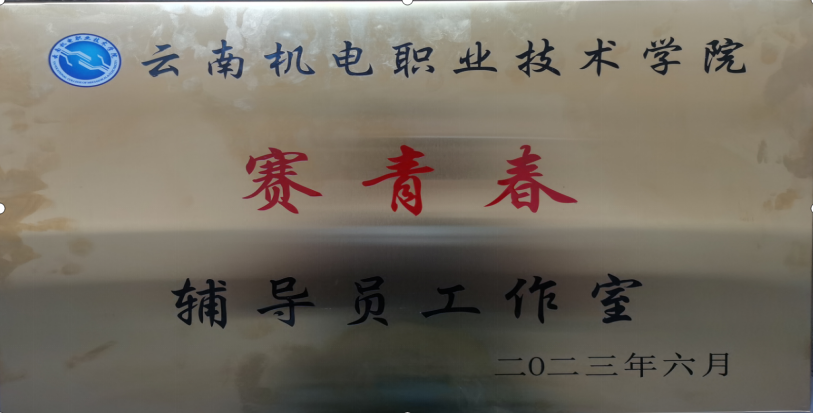 云南机电职业技术学院
赛青春
辅导员工作室
二〇二三年六月